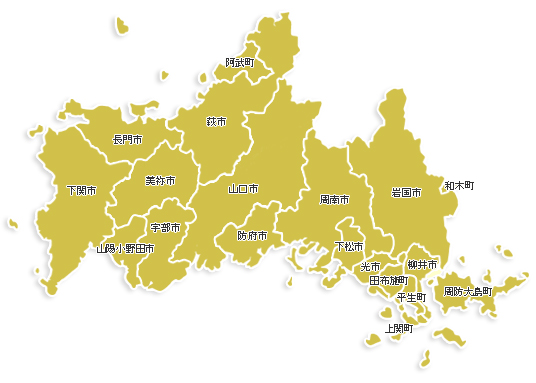 阿武町
萩市
長門市
美祢市
下関市
山口市
岩国市
和木町
周南市
宇部市
防府市
山陽小野田市
下松市
光市
柳井市
田布施町
周防大島町
平生町
上関町